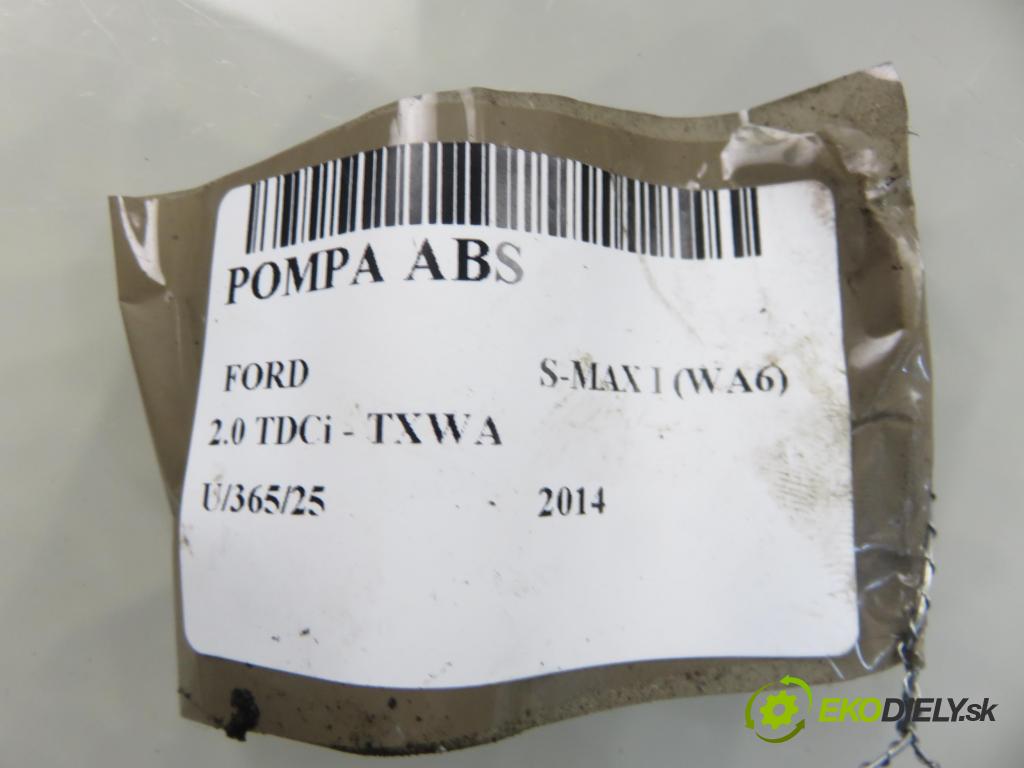 POMPA ABS
FORD S-MAX I (WA6)
2.0 TDCi - TXWA
U/365/25 2014
EKODIELY.sk